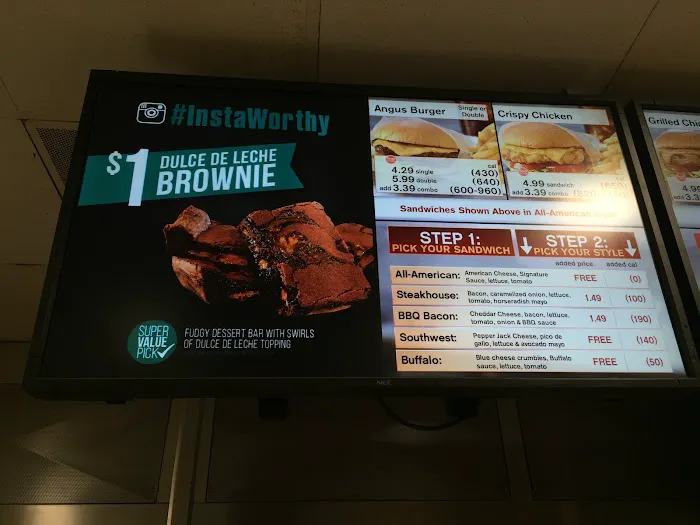 #InstaWorthy
$1 DULCE DE LECHE
BROWNIE
SUPER
VALUE
PICK
FUDGY DESSERT BAR WITH SWIRLS
OF DULCE DE LECHE TOPPING
Angus Burger
Single or
Double
cal
4.29 single (430)
5.99 double (640)
add 3.39 combo (600-960)
Crispy Chicken
cal
4.99 sandwich
add 3.39 combo
Sandwiches Shown Above in All-American
STEP 1:
PICK YOUR SANDWICH
STEP 2:
PICK YOUR STYLE
added price added cal
All-American: American Cheese, Signature
Sauce, lettuce, tomato
FREE (0)
Steakhouse: Bacon, caramalized onion, lettuce,
tomato, horseradish mayo
1.49 (100)
BBQ Bacon: Cheddar Cheese, bacon, lettuce,
tomato, onion & BBQ sauce
1.49 (190)
Southwest: Pepper Jack Cheese, pico de
gallo, lettuce & avocado mayo
FREE (140)
Buffalo: Blue cheese crumbles, Buffalo
sauce, lettuce, tomato
FREE (50)
NEC
Grilled Chi